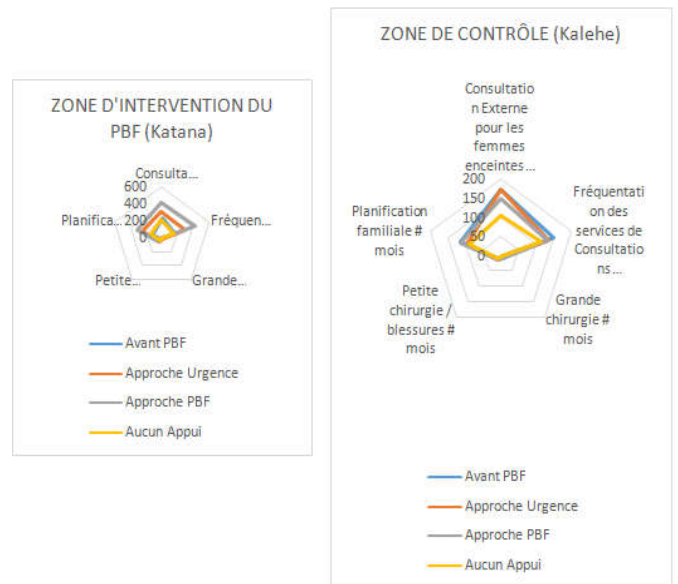 ZONE D'INTERVENTION DU
PBF (Katana)
Consulta...
600
400
200
0
Fréquen...
Grande...
Petite...
Planifica...
Avant PBF
Approche Urgence
Approche PBF
Aucun Appui
ZONE DE CONTRÔLE (Kalehe)
Consultatio
n Externe
pour les
femmes
enceintes...
200
150
100
50
0
Fréquentati
on des
services de
Consultations...
Grande
chirurgie #
mois
Petite
chirurgie /
blessures #
mois
Planification
familiale #
mois
Avant PBF
Approche Urgence
Approche PBF
Aucun Appui